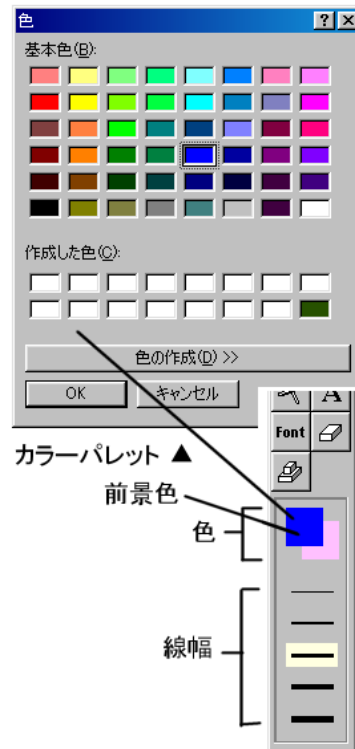 色
基本色(B):
作成した色(C):
色の作成(D) >>
OK キャンセル
A
Font
カラーパレット ▲
前景色
色
線幅